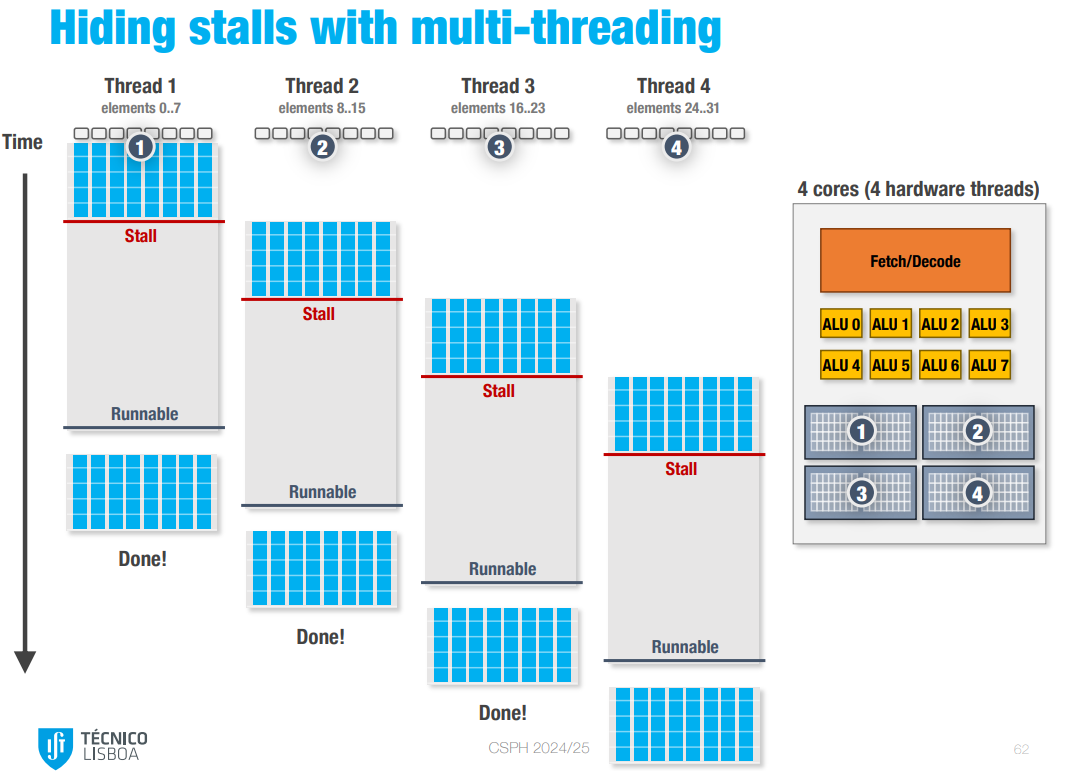 Hiding stalls with multi-threading
Thread 1
elements 0..7
Thread 2
elements 8..15
Thread 3
elements 16..23
Thread 4
elements 24..31
Time
1
2
3
4
Stall
Runnable
Done!
Stall
Runnable
Done!
Stall
Runnable
Done!
Stall
Runnable
4 cores (4 hardware threads)
Fetch/Decode
ALU 0 ALU 1 ALU 2 ALU 3
ALU 4 ALU 5 ALU 6 ALU 7
1 2
3 4
TÉCNICO
LISBOA
CSPH 2024/25
62